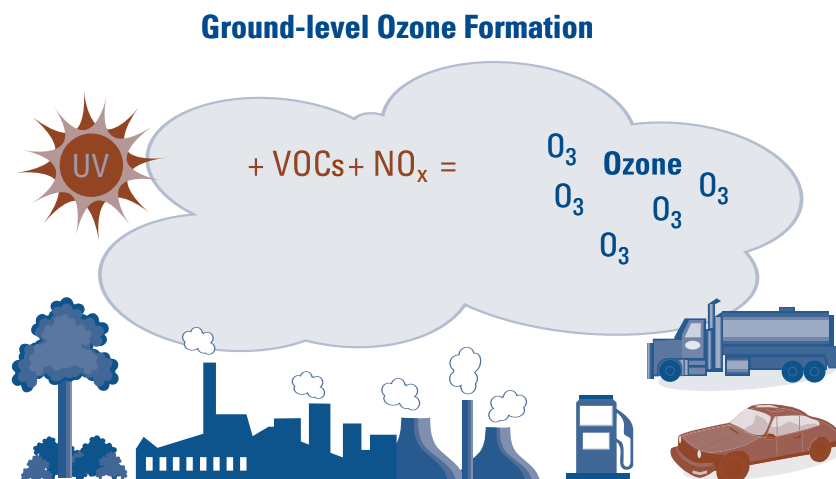 Ground-level Ozone Formation
UV + VOCs + NOₓ =
O₃ Ozone
O₃ O₃ O₃
O₃